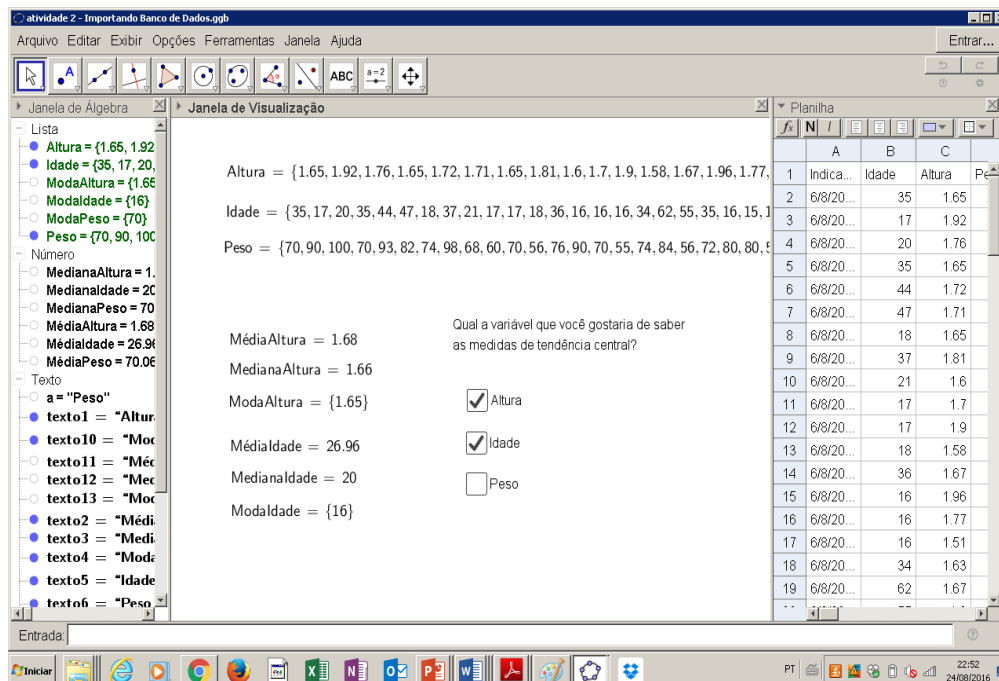 atividade 2 - Importando Banco de Dados.ggb
Arquivo Editar Exibir Opções Ferramentas Janela Ajuda
Entrar...
A
ABC
a=2
Janela de Álgebra
Janela de Visualização
Planilha
Lista
Altura = {1.65, 1.92
Idade = {35, 17, 20,
ModaAltura = {1.65
ModaIdade = {16}
ModaPeso = {70}
Peso = {70, 90, 100
Número
MedianaAltura = 1.
MedianaIdade = 20
MedianaPeso = 70
MédiaAltura = 1.68
MédiaIdade = 26.96
MédiaPeso = 70.06
Texto
a = "Peso"
texto1 = "Altur
texto10 = "Mod
texto11 = "Méd
texto12 = "Med
texto13 = "Mod
texto2 = "Médi
texto3 = "Medi
texto4 = "Moda
texto5 = "Idade
texto6 = "Peso
Altura = {1.65, 1.92, 1.76, 1.65, 1.72, 1.71, 1.65, 1.81, 1.6, 1.7, 1.9, 1.58, 1.67, 1.96, 1.77,
Idade = {35, 17, 20, 35, 44, 47, 18, 37, 21, 17, 17, 18, 36, 16, 16, 16, 34, 62, 55, 35, 16, 15, 1
Peso = {70, 90, 100, 70, 93, 82, 74, 98, 68, 60, 70, 56, 76, 90, 70, 55, 74, 84, 56, 72, 80, 80, 5
MédiaAltura = 1.68
MedianaAltura = 1.66
ModaAltura = {1.65}
MédiaIdade = 26.96
MedianaIdade = 20
ModaIdade = {16}
Qual a variável que você gostaria de saber
as medidas de tendência central?
Altura
Idade
Peso
fx N I
A B C
1 Indica... Idade Altura Pe
2 6/8/20... 35 1.65
3 6/8/20... 17 1.92
4 6/8/20... 20 1.76
5 6/8/20... 35 1.65
6 6/8/20... 44 1.72
7 6/8/20... 47 1.71
8 6/8/20... 18 1.65
9 6/8/20... 37 1.81
10 6/8/20... 21 1.6
11 6/8/20... 17 1.7
12 6/8/20... 17 1.9
13 6/8/20... 18 1.58
14 6/8/20... 36 1.67
15 6/8/20... 16 1.96
16 6/8/20... 16 1.77
17 6/8/20... 16 1.51
18 6/8/20... 34 1.63
19 6/8/20... 62 1.67
Entrada:
Iniciar
PT
22:52
24/08/2016